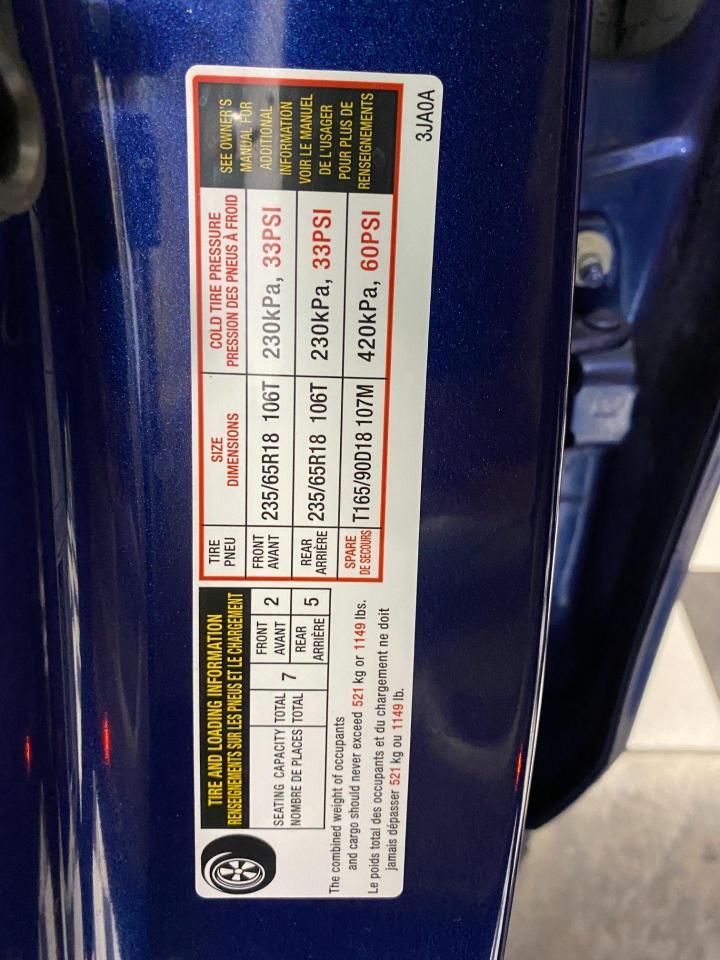 TIRE AND LOADING INFORMATION
RENSEIGNEMENTS SUR LES PNEUS ET LE CHARGEMENT
SEATING CAPACITY TOTAL 7 FRONT AVANT 2
NOMBRE DE PLACES TOTAL REAR ARRIÈRE 5
The combined weight of occupants
and cargo should never exceed 521 kg or 1149 lbs.
Le poids total des occupants et du chargement ne doit
jamais dépasser 521 kg ou 1149 lb.
TIRE SIZE COLD TIRE PRESSURE
PNEU DIMENSIONS PRESSION DES PNEUS À FROID
FRONT AVANT 235/65R18 106T 230kPa, 33PSI
REAR ARRIÈRE 235/65R18 106T 230kPa, 33PSI
SPARE DE SECOURS T165/90D18 107M 420kPa, 60PSI
SEE OWNER'S
MANUAL FOR
ADDITIONAL
INFORMATION
VOIR LE MANUEL
DE L'USAGER
POUR PLUS DE
RENSEIGNEMENTS
3JA0A